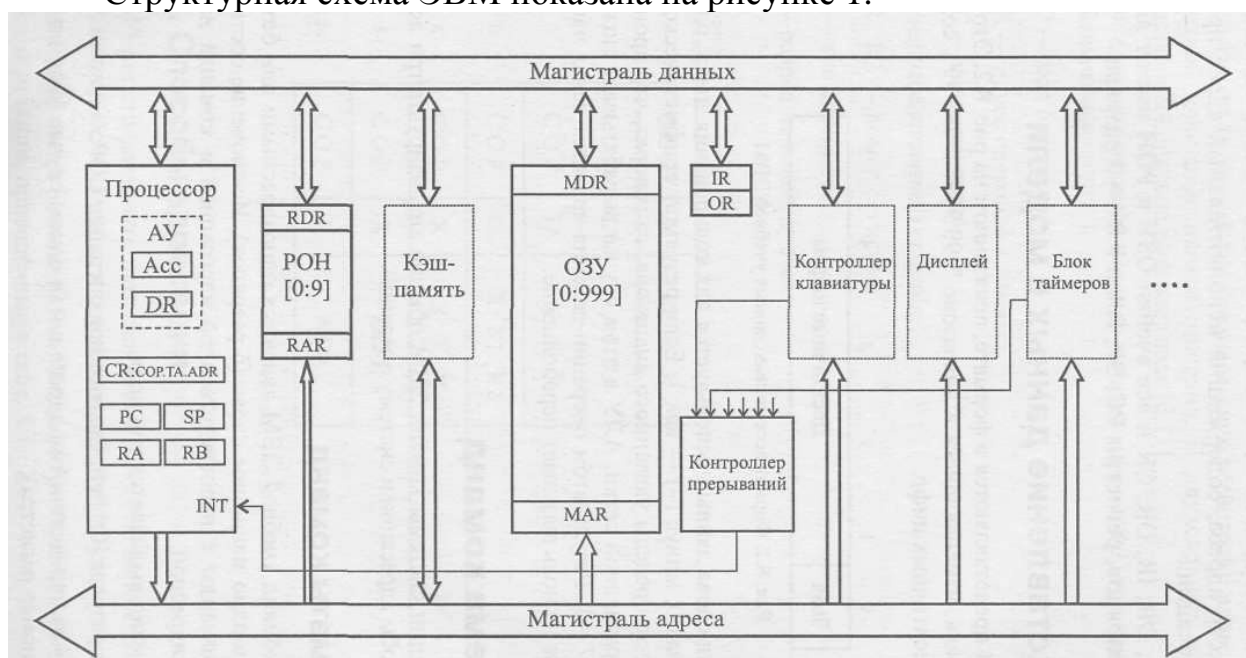 Структурная схема ЭВМ показана на рисунке 1.
Магистраль данных
Процессор
АУ
Acc
DR
CR:COP.TA.ADR
PC
SP
RA
RB
INT
RDR
РОН
[0:9]
RAR
Кэш-
память
MDR
ОЗУ
[0:999]
MAR
IR
OR
Контроллер
клавиатуры
Дисплей
Блок
таймеров
....
Контроллер
прерываний
Магистраль адреса